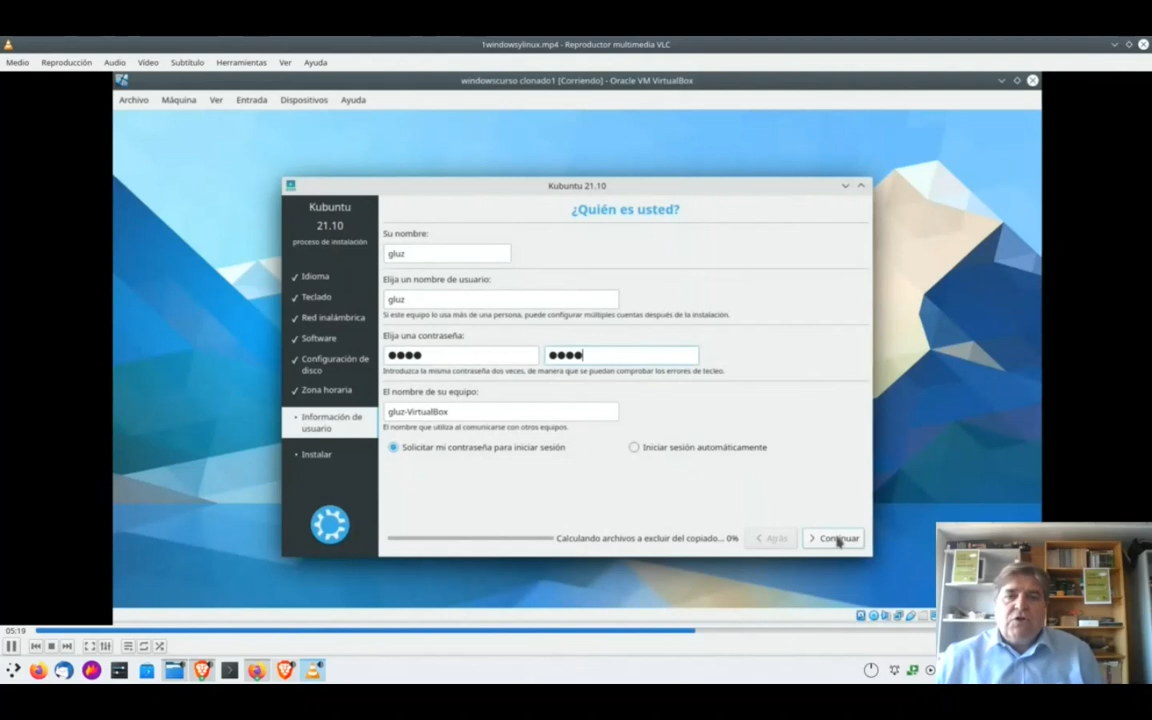 1windowsylinux.mp4 - Reproductor multimedia VLC
Medio Reproducción Audio Vídeo Subtítulo Herramientas Ver Ayuda
windowscurso clonado1 [Corriendo] - Oracle VM VirtualBox
Archivo Máquina Ver Entrada Dispositivos Ayuda
Kubuntu 21.10
Kubuntu
21.10
proceso de instalación
Idioma
Teclado
Red inalámbrica
Software
Configuración de
disco
Zona horaria
Información de
usuario
Instalar
¿Quién es usted?
Su nombre:
gluz
Elija un nombre de usuario:
gluz
Si este equipo lo usa más de una persona, puede configurar múltiples cuentas después de la instalación.
Elija una contraseña:
Introduzca la misma contraseña dos veces, de manera que se puedan comprobar los errores de tecleo.
El nombre de su equipo:
gluz-VirtualBox
El nombre que utiliza al comunicarse con otros equipos.
Solicitar mi contraseña para iniciar sesión Iniciar sesión automáticamente
Calculando archivos a excluir del copiado... 0% Atrás Continuar
05:19